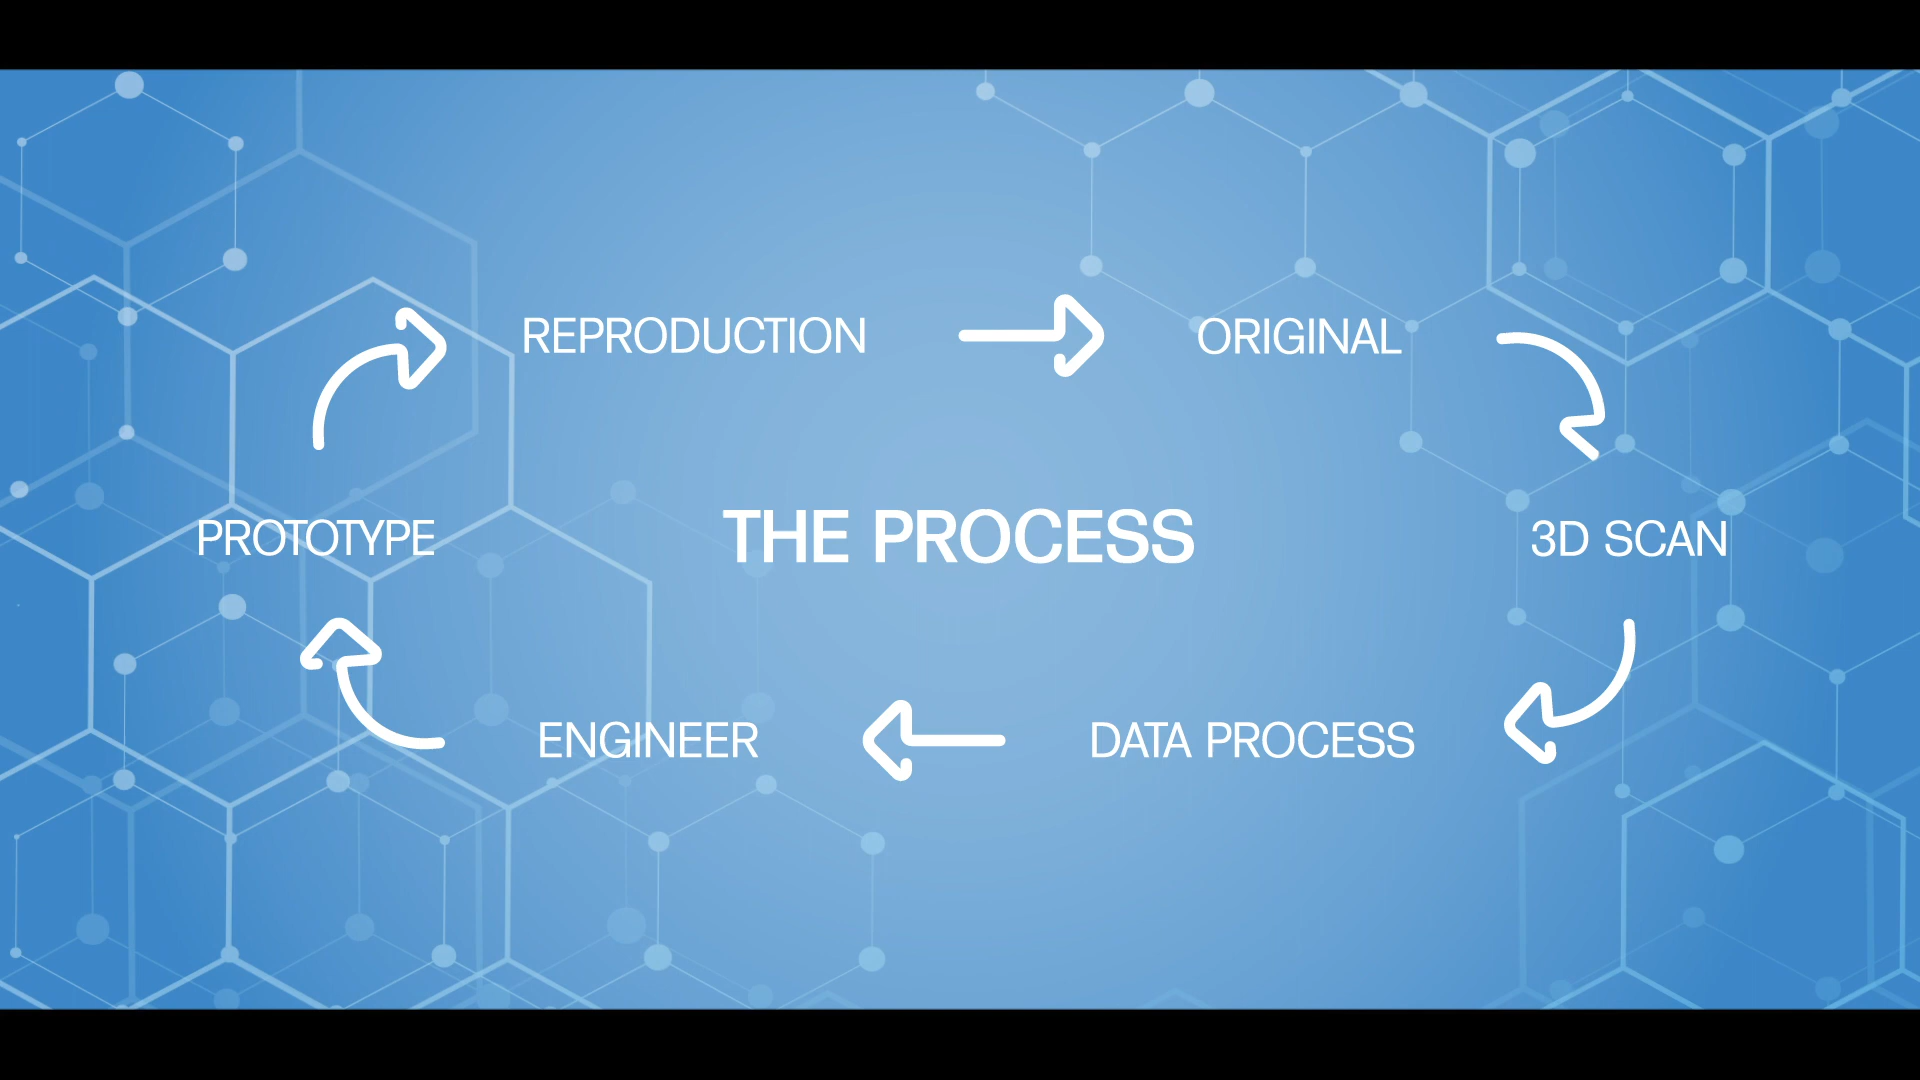 REPRODUCTION
ORIGINAL
PROTOTYPE
THE PROCESS
3D SCAN
ENGINEER
DATA PROCESS